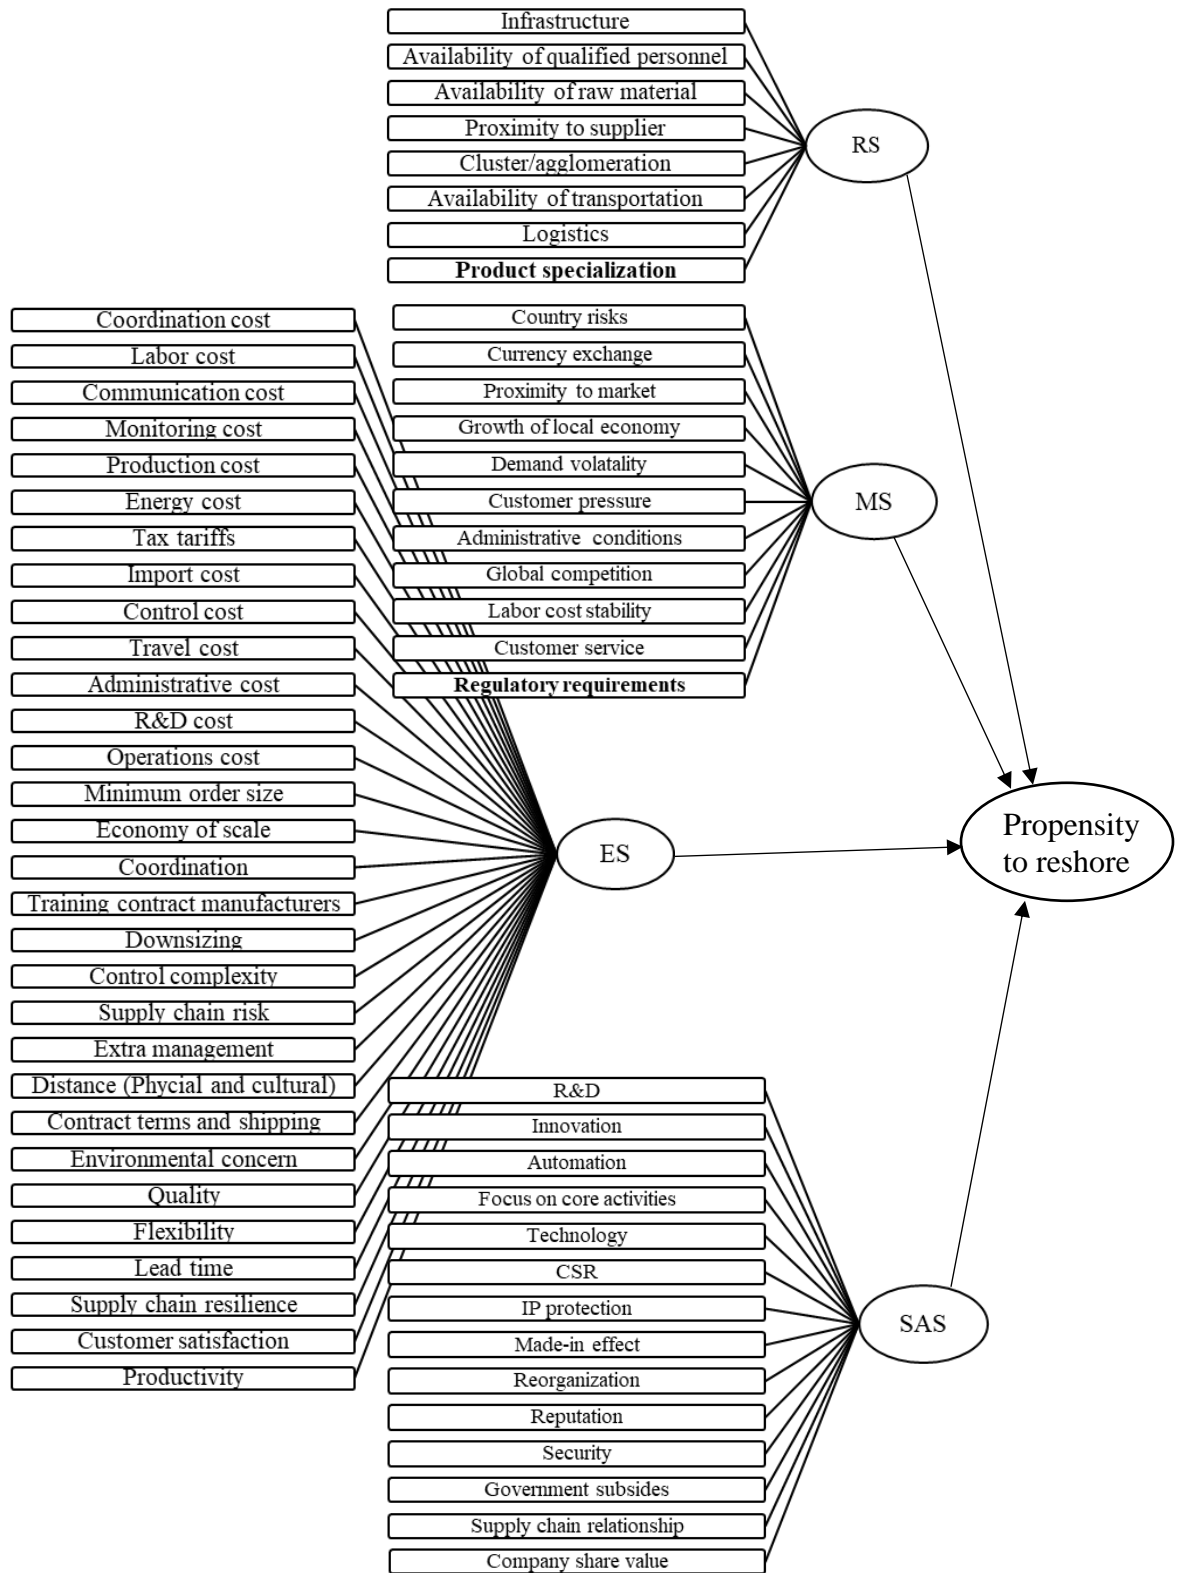 Infrastructure
Availability of qualified personnel
Availability of raw material
Proximity to supplier
Cluster/agglomeration
Availability of transportation
Logistics
Product specialization
RS
Country risks
Currency exchange
Proximity to market
Growth of local economy
Demand volatality
Customer pressure
Administrative conditions
Global competition
Labor cost stability
Customer service
Regulatory requirements
MS
Coordination cost
Labor cost
Communication cost
Monitoring cost
Production cost
Energy cost
Tax tariffs
Import cost
Control cost
Travel cost
Administrative cost
R&D cost
Operations cost
Minimum order size
Economy of scale
Coordination
Training contract manufacturers
Downsizing
Control complexity
Supply chain risk
Extra management
Distance (Phycial and cultural)
Contract terms and shipping
Environmental concern
Quality
Flexibility
Lead time
Supply chain resilience
Customer satisfaction
Productivity
ES
R&D
Innovation
Automation
Focus on core activities
Technology
CSR
IP protection
Made-in effect
Reorganization
Reputation
Security
Government subsides
Supply chain relationship
Company share value
SAS
Propensity
to reshore